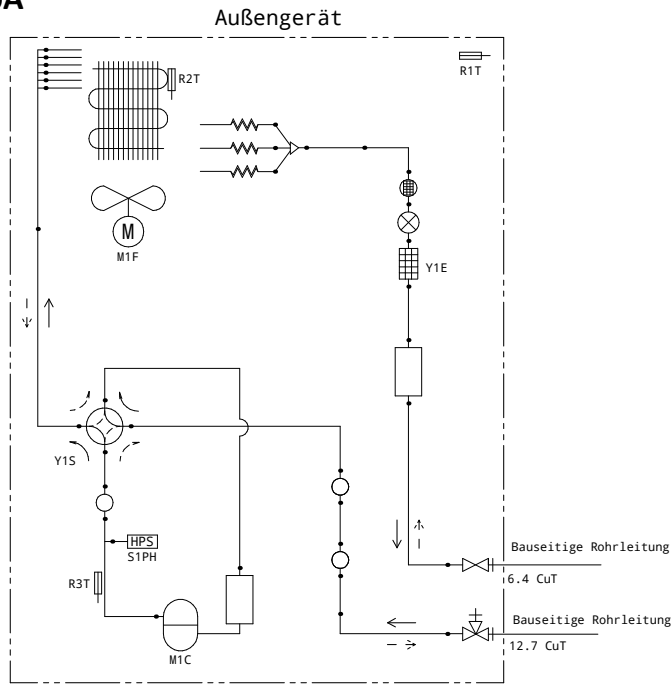 Außengerät
R1T
R2T
M
M1F
Y1E
Y1S
HPS
S1PH
R3T
M1C
Bauseitige Rohrleitung
6.4 CuT
Bauseitige Rohrleitung
12.7 CuT